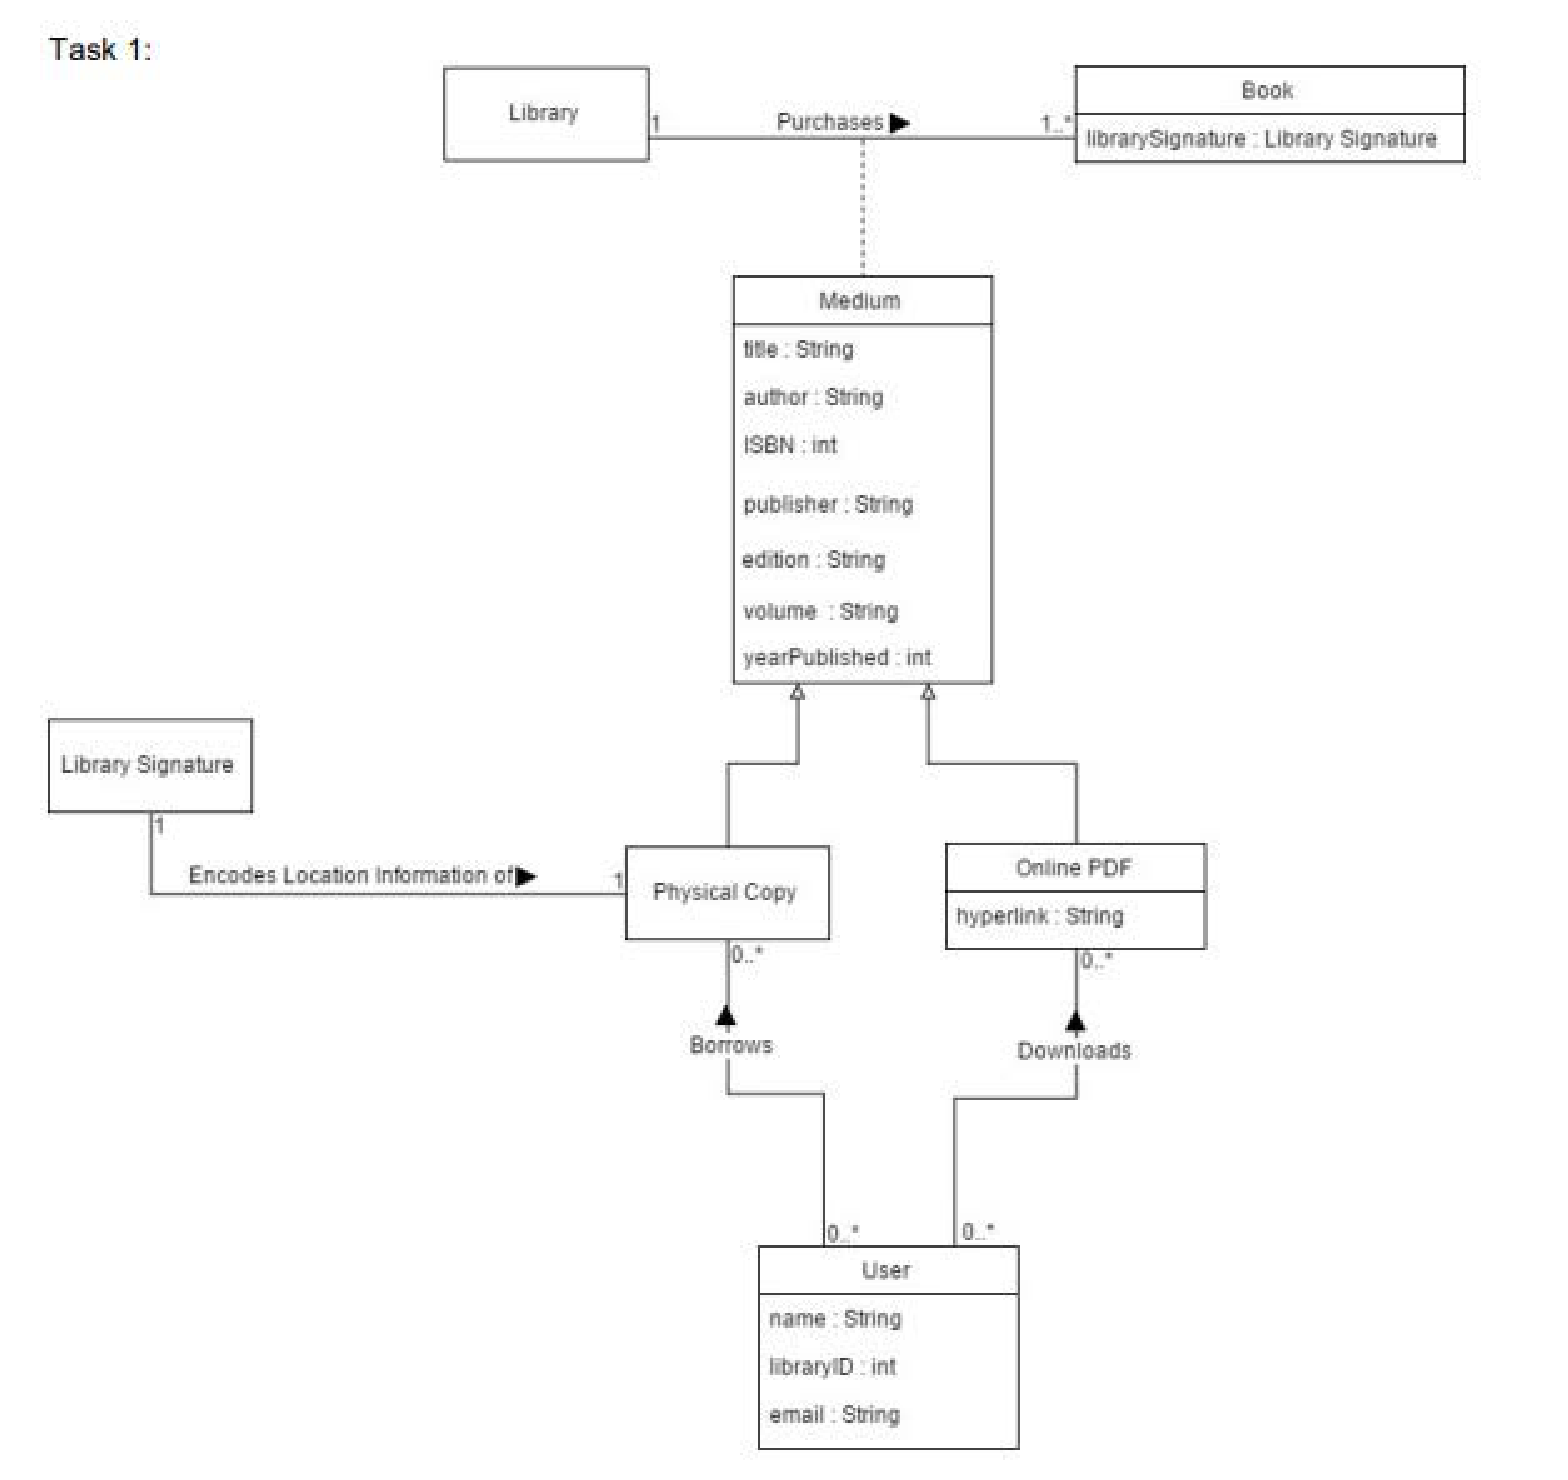 Task 1:
Library
1
Purchases
1..*
Book
librarySignature : Library Signature
Medium
title : String
author : String
ISBN : int
publisher : String
edition : String
volume : String
yearPublished : int
Library Signature
1
Encodes Location Information of
1
Physical Copy
0..*
Online PDF
hyperlink : String
0..*
Borrows
Downloads
0..*
0..*
User
name : String
libraryID : int
email : String